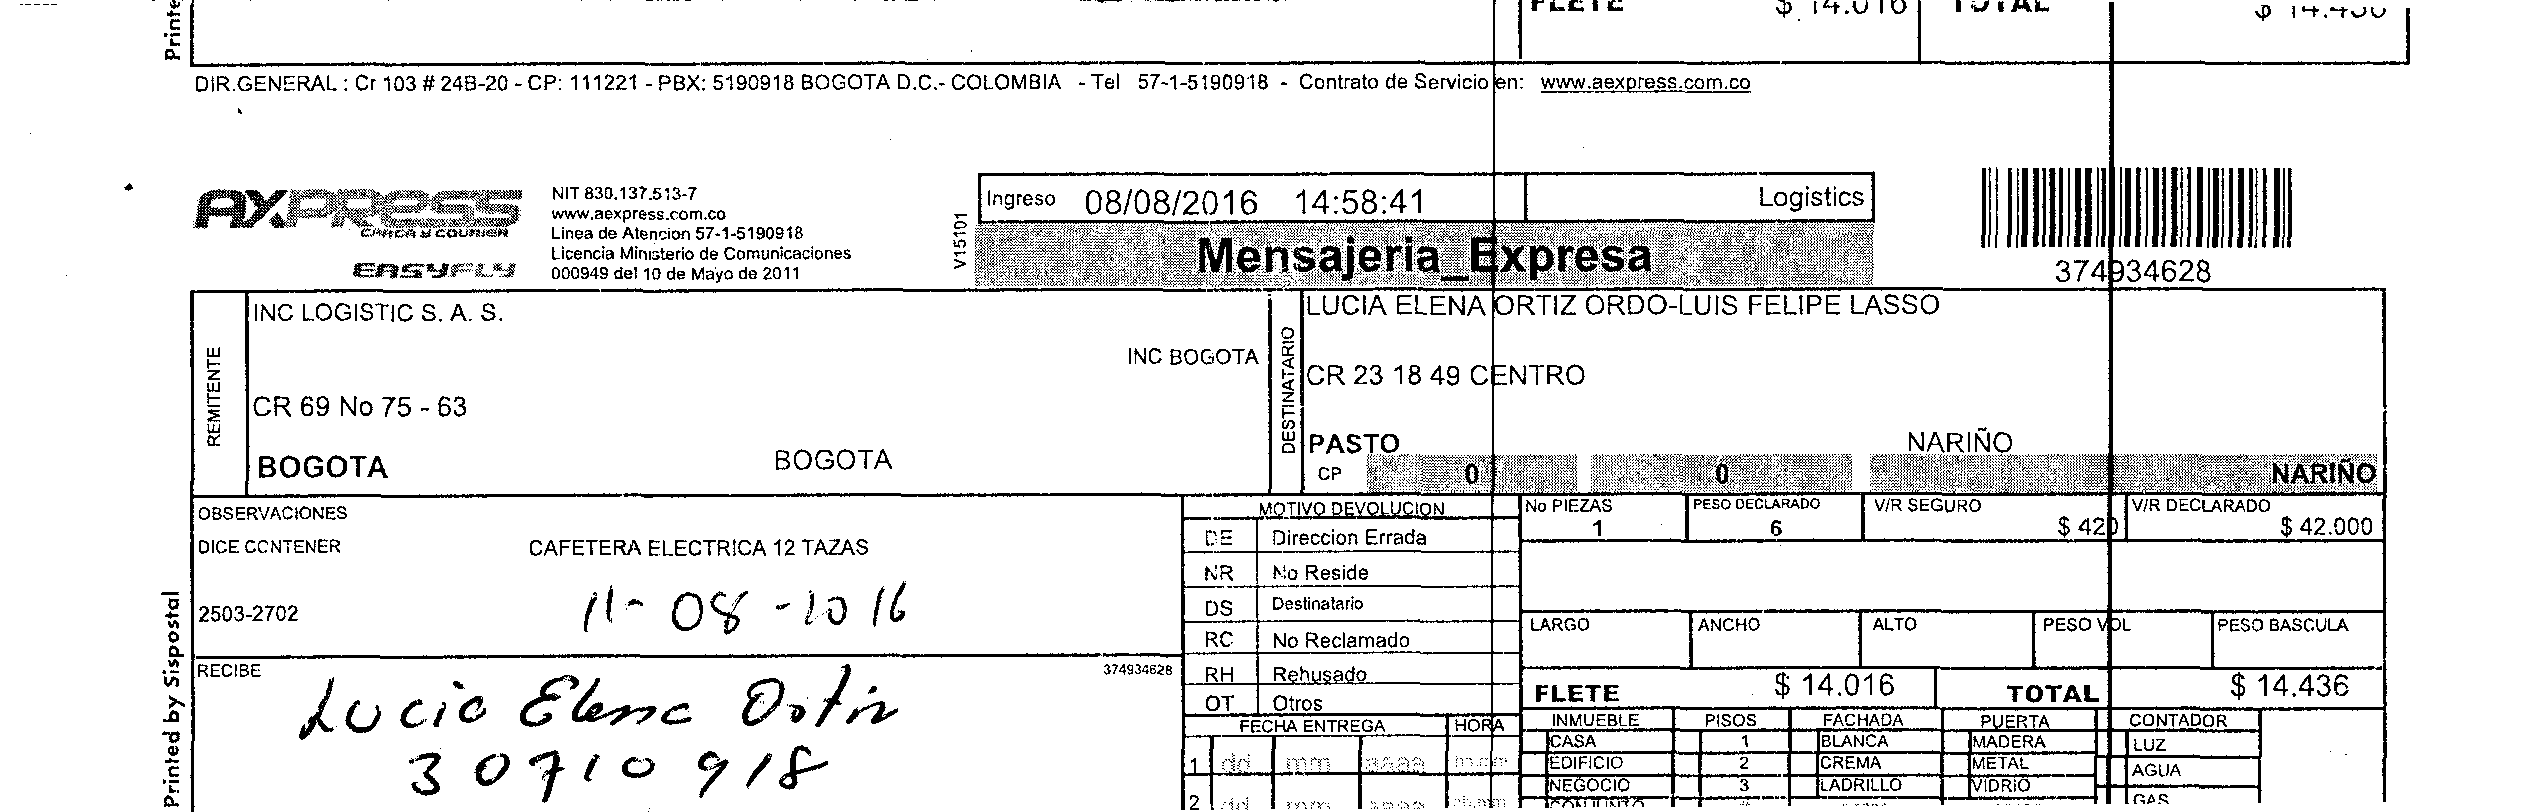 Printe
FLETE $ 14.016 TOTAL $ 14.436
DIR.GENERAL : Cr 103 # 24B-20 - CP: 111221 - PBX: 5190918 BOGOTA D.C.- COLOMBIA - Tel 57-1-5190918 - Contrato de Servicio en: www.aexpress.com.co
AXPRESS
CARGA Y COURIER
EASYFLY
NIT 830.137.513-7
www.aexpress.com.co
Linea de Atencion 57-1-5190918
Licencia Ministerio de Comunicaciones
000949 del 10 de Mayo de 2011
V15101
Ingreso 08/08/2016 14:58:41 Logistics
Mensajeria_Expresa
374934628
REMITENTE
INC LOGISTIC S. A. S.
INC BOGOTA
CR 69 No 75 - 63
BOGOTA BOGOTA
DESTINATARIO
LUCIA ELENA ORTIZ ORDO-LUIS FELIPE LASSO
CR 23 18 49 CENTRO
PASTO NARIÑO
CP 0 0 NARIÑO
OBSERVACIONES
DICE CONTENER CAFETERA ELECTRICA 12 TAZAS
11-08-1016
2503-2702
RECIBE 374934628
Lucia Elena Ortiz
30710918
Printed by Sispostal
MOTIVO DEVOLUCION
DE Direccion Errada
NR No Reside
DS Destinatario
RC No Reclamado
RH Rehusado
OT Otros
FECHA ENTREGA HORA
1 dd mm aaaa
2 dd mm aaaa
No PIEZAS PESO DECLARADO V/R SEGURO V/R DECLARADO
1 6 $ 420 $ 42.000
LARGO ANCHO ALTO PESO VOL PESO BASCULA
FLETE $ 14.016 TOTAL $ 14.436
INMUEBLE PISOS FACHADA PUERTA CONTADOR
CASA 1 BLANCA MADERA LUZ
EDIFICIO 2 CREMA METAL AGUA
NEGOCIO 3 LADRILLO VIDRIO GAS
CONJUNTO